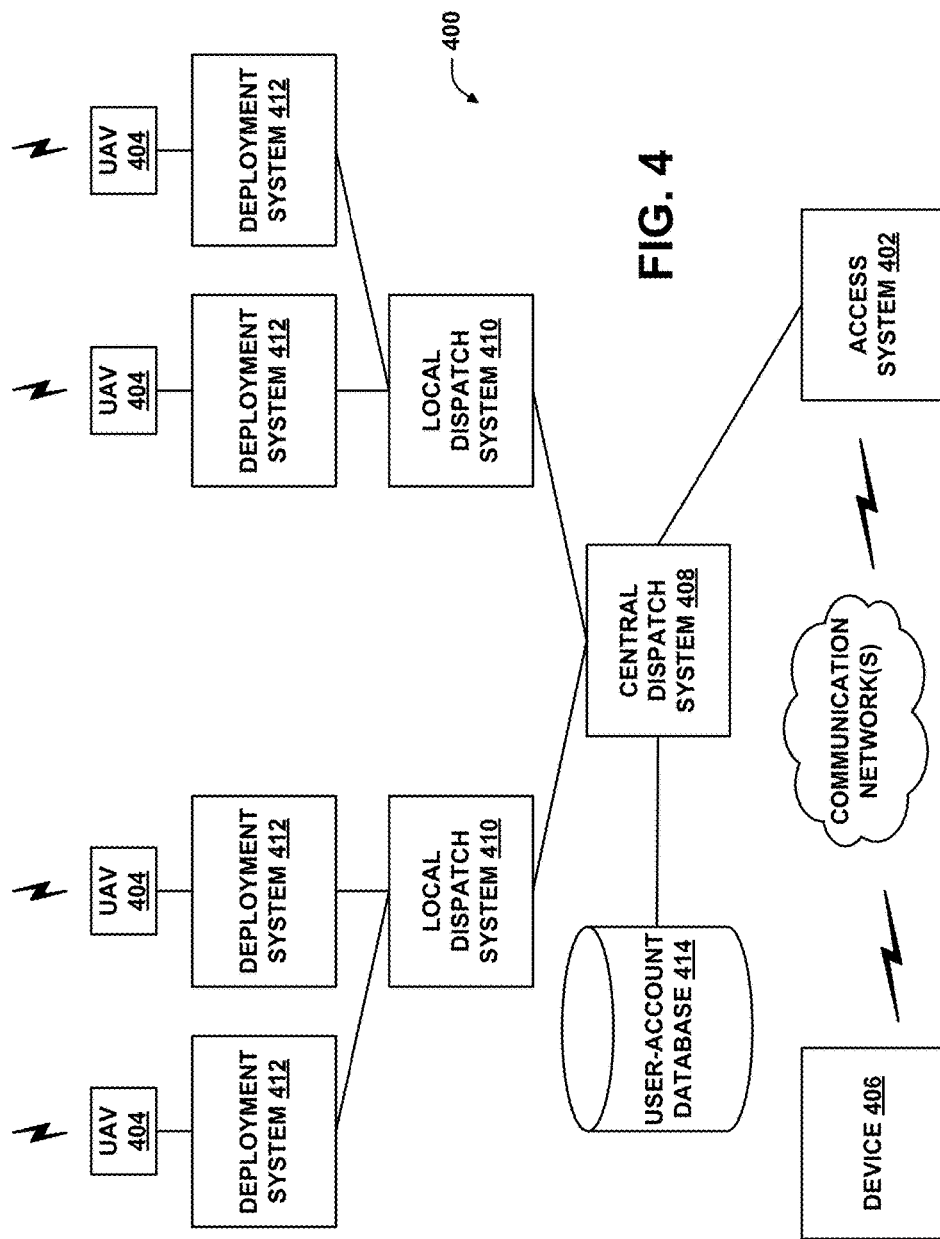 UAV
404
UAV
404
UAV
404
UAV
404
DEPLOYMENT
SYSTEM 412
DEPLOYMENT
SYSTEM 412
DEPLOYMENT
SYSTEM 412
DEPLOYMENT
SYSTEM 412
LOCAL
DISPATCH
SYSTEM 410
LOCAL
DISPATCH
SYSTEM 410
400
USER-ACCOUNT
DATABASE 414
CENTRAL
DISPATCH
SYSTEM 408
FIG. 4
DEVICE 406
COMMUNICATION
NETWORK(S)
ACCESS
SYSTEM 402